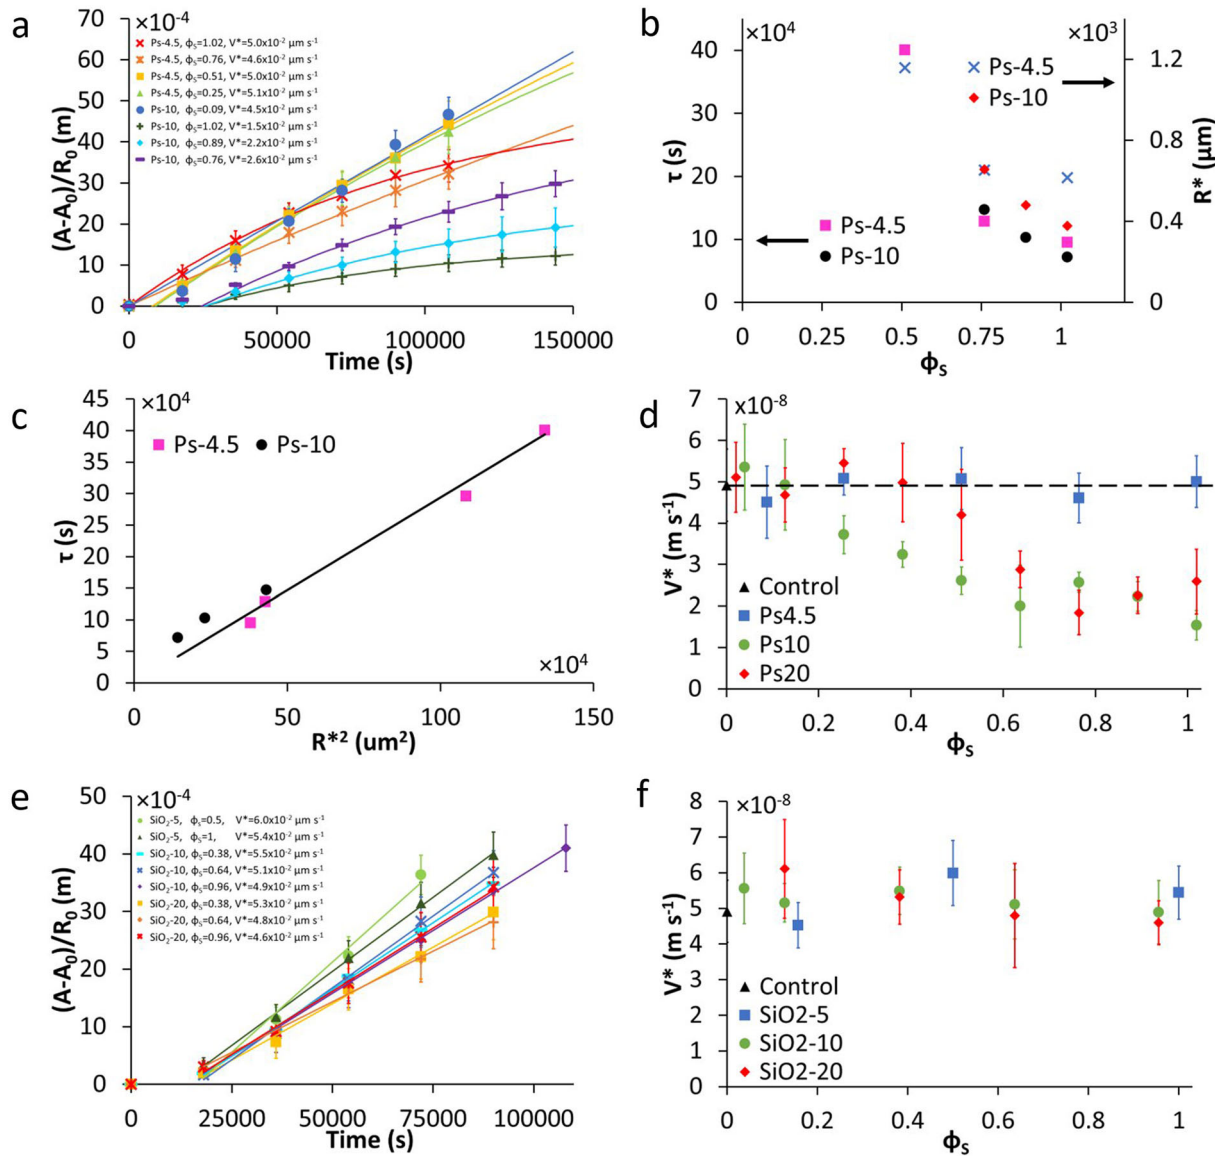 a
×10⁻⁴
(A-A₀)/R₀ (m)
70
60
50
40
30
20
10
0
Ps-4.5, ϕₛ=1.02, V*=5.0x10⁻² µm s⁻¹
Ps-4.5, ϕₛ=0.76, V*=4.6x10⁻² µm s⁻¹
Ps-4.5, ϕₛ=0.51, V*=5.0x10⁻² µm s⁻¹
Ps-4.5, ϕₛ=0.25, V*=5.1x10⁻² µm s⁻¹
Ps-10, ϕₛ=0.09, V*=4.5x10⁻² µm s⁻¹
Ps-10, ϕₛ=1.02, V*=1.5x10⁻² µm s⁻¹
Ps-10, ϕₛ=0.89, V*=2.2x10⁻² µm s⁻¹
Ps-10, ϕₛ=0.76, V*=2.6x10⁻² µm s⁻¹
0 50000 100000 150000
Time (s)
b
×10⁴
×10³
τ (s)
40
30
20
10
0
Ps-4.5
Ps-10
Ps-4.5
Ps-10
1.2
0.8
0.4
0
R* (µm)
0 0.25 0.5 0.75 1
ϕₛ
c
×10⁴
τ (s)
45
40
35
30
25
20
15
10
5
0
Ps-4.5 Ps-10
×10⁴
0 50 100 150
R*² (um²)
d
x10⁻⁸
V* (m s⁻¹)
7
6
5
4
3
2
1
0
Control
Ps4.5
Ps10
Ps20
0 0.2 0.4 0.6 0.8 1
ϕₛ
e
×10⁻⁴
(A-A₀)/R₀ (m)
50
40
30
20
10
0
SiO₂-5, ϕₛ=0.5, V*=6.0x10⁻² µm s⁻¹
SiO₂-5, ϕₛ=1, V*=5.4x10⁻² µm s⁻¹
SiO₂-10, ϕₛ=0.38, V*=5.5x10⁻² µm s⁻¹
SiO₂-10, ϕₛ=0.64, V*=5.1x10⁻² µm s⁻¹
SiO₂-10, ϕₛ=0.96, V*=4.9x10⁻² µm s⁻¹
SiO₂-20, ϕₛ=0.38, V*=5.3x10⁻² µm s⁻¹
SiO₂-20, ϕₛ=0.64, V*=4.8x10⁻² µm s⁻¹
SiO₂-20, ϕₛ=0.96, V*=4.6x10⁻² µm s⁻¹
0 25000 50000 75000 100000
Time (s)
f
×10⁻⁸
V* (m s⁻¹)
8
7
6
5
4
3
2
1
0
Control
SiO2-5
SiO2-10
SiO2-20
0 0.2 0.4 0.6 0.8 1
ϕₛ